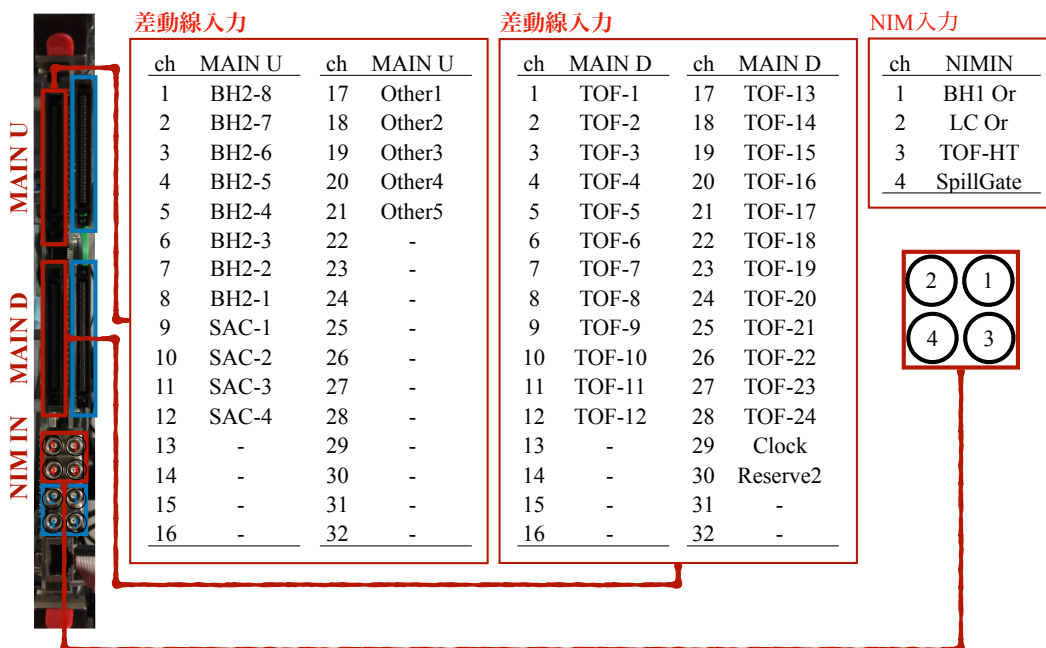 差動線入力
ch MAIN U ch MAIN U
1 BH2-8 17 Other1
2 BH2-7 18 Other2
3 BH2-6 19 Other3
4 BH2-5 20 Other4
5 BH2-4 21 Other5
6 BH2-3 22 -
7 BH2-2 23 -
8 BH2-1 24 -
9 SAC-1 25 -
10 SAC-2 26 -
11 SAC-3 27 -
12 SAC-4 28 -
13 - 29 -
14 - 30 -
15 - 31 -
16 - 32 -
差動線入力
ch MAIN D ch MAIN D
1 TOF-1 17 TOF-13
2 TOF-2 18 TOF-14
3 TOF-3 19 TOF-15
4 TOF-4 20 TOF-16
5 TOF-5 21 TOF-17
6 TOF-6 22 TOF-18
7 TOF-7 23 TOF-19
8 TOF-8 24 TOF-20
9 TOF-9 25 TOF-21
10 TOF-10 26 TOF-22
11 TOF-11 27 TOF-23
12 TOF-12 28 TOF-24
13 - 29 Clock
14 - 30 Reserve2
15 - 31 -
16 - 32 -
NIM入力
ch NIMIN
1 BH1 Or
2 LC Or
3 TOF-HT
4 SpillGate
2 1
4 3
MAIN U
MAIN D
NIM IN